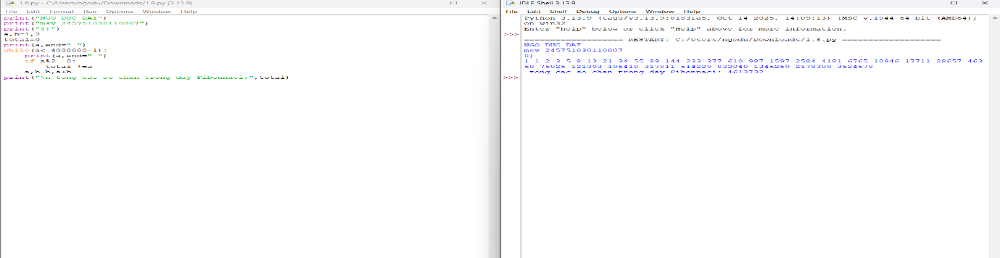 1.8.py - C:/Users/ngodu/Downloads/1.8.py (3.13.9)
File Edit Format Run Options Window Help
print("NGO DUC DAI")
print("msv 245751030110007")
print("8)")
a,b=1,2
total=0
print(a,end=" ")
while(a<=4000000-1):
print(a,end=" ")
if a%2==0:
total +=a
a,b=b,a+b
print("\n tong cac so chan trong day Fibonnaci:",total)
IDLE Shell 3.13.9
File Edit Shell Debug Options Window Help
Python 3.13.9 (tags/v3.13.9:8183fa5, Oct 14 2025, 14:09:13) [MSC v.1944 64 bit (AMD64)]
on win32
Enter "help" below or click "Help" above for more information.
>>>
RESTART: C:/Users/ngodu/Downloads/1.8.py
NGO DUC DAI
msv 245751030110007
8)
1 1 2 3 5 8 13 21 34 55 89 144 233 377 610 987 1597 2584 4181 6765 10946 17711 28657 463
68 75025 121393 196418 317811 514229 832040 1346269 2178309 3524578
tong cac so chan trong day Fibonnaci: 4613732
>>>